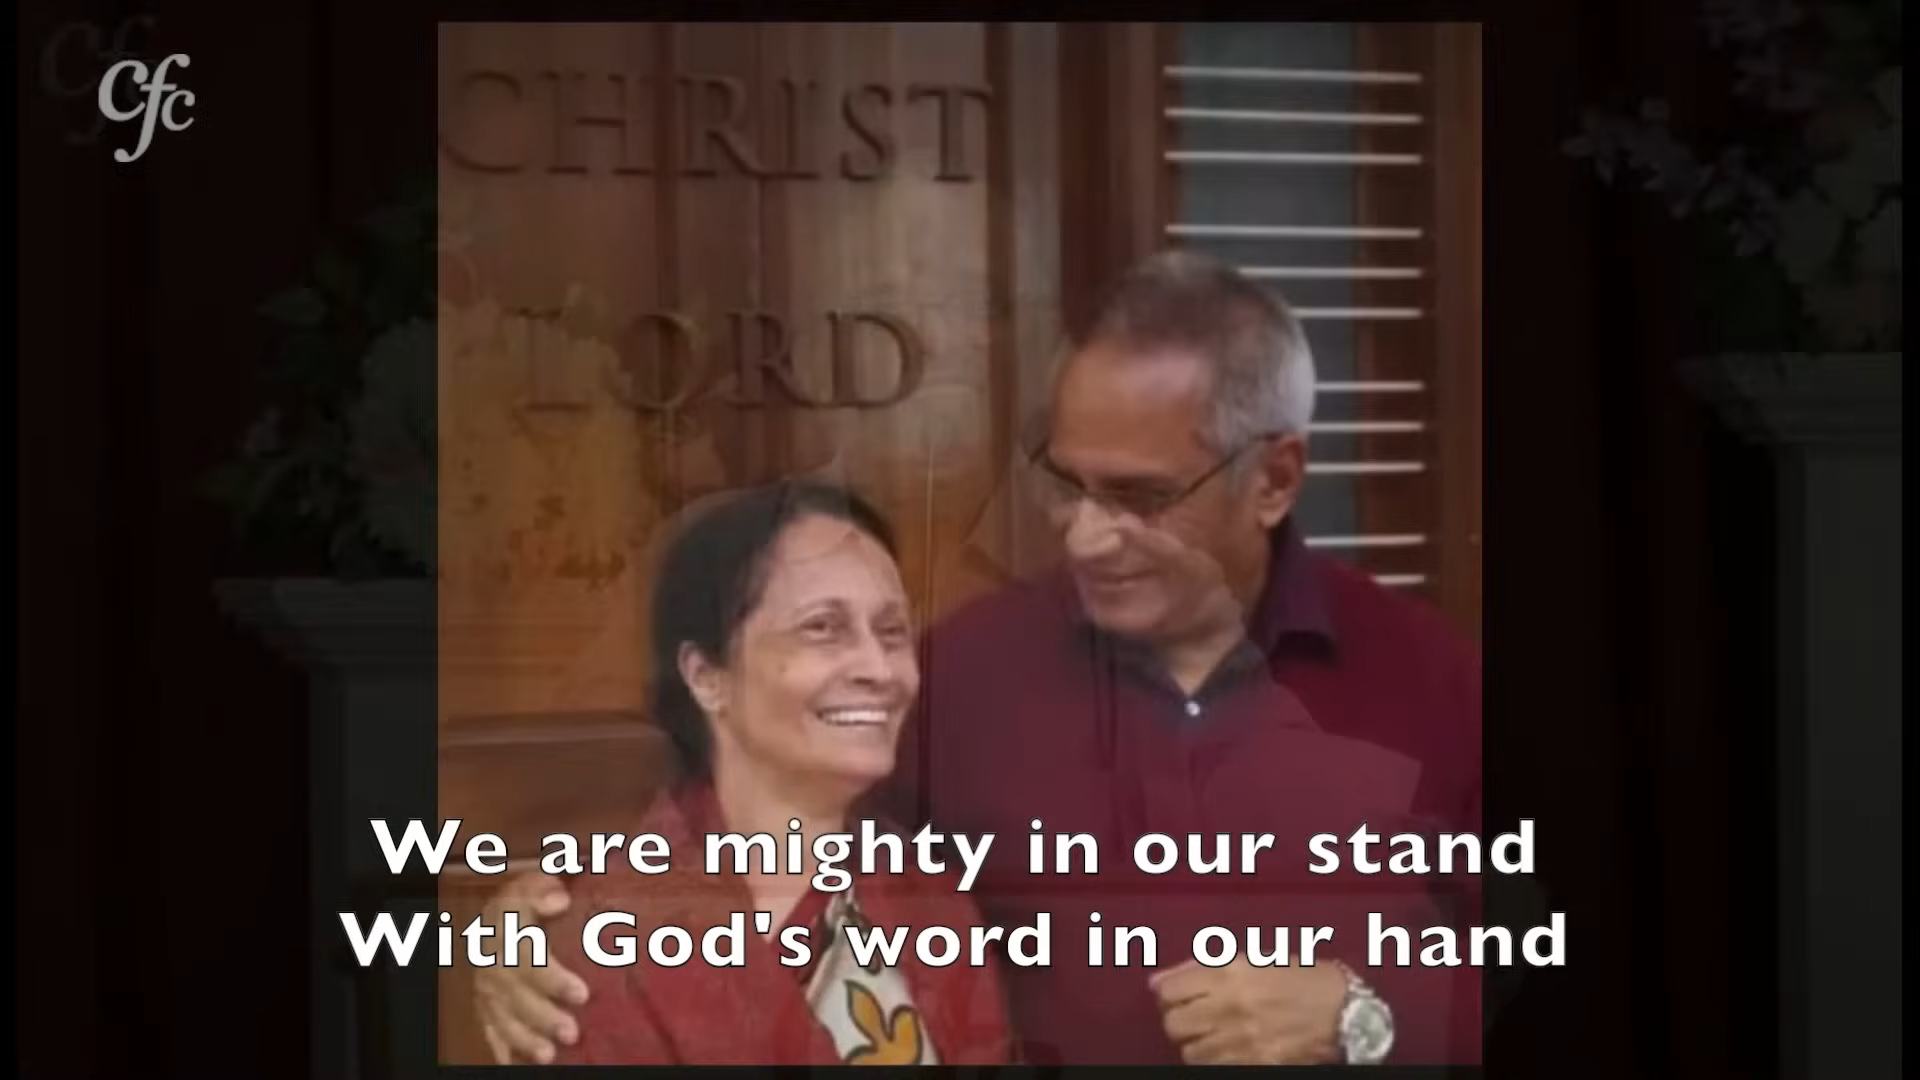 cfc
CHRIST
LORD
We are mighty in our stand
With God's word in our hand